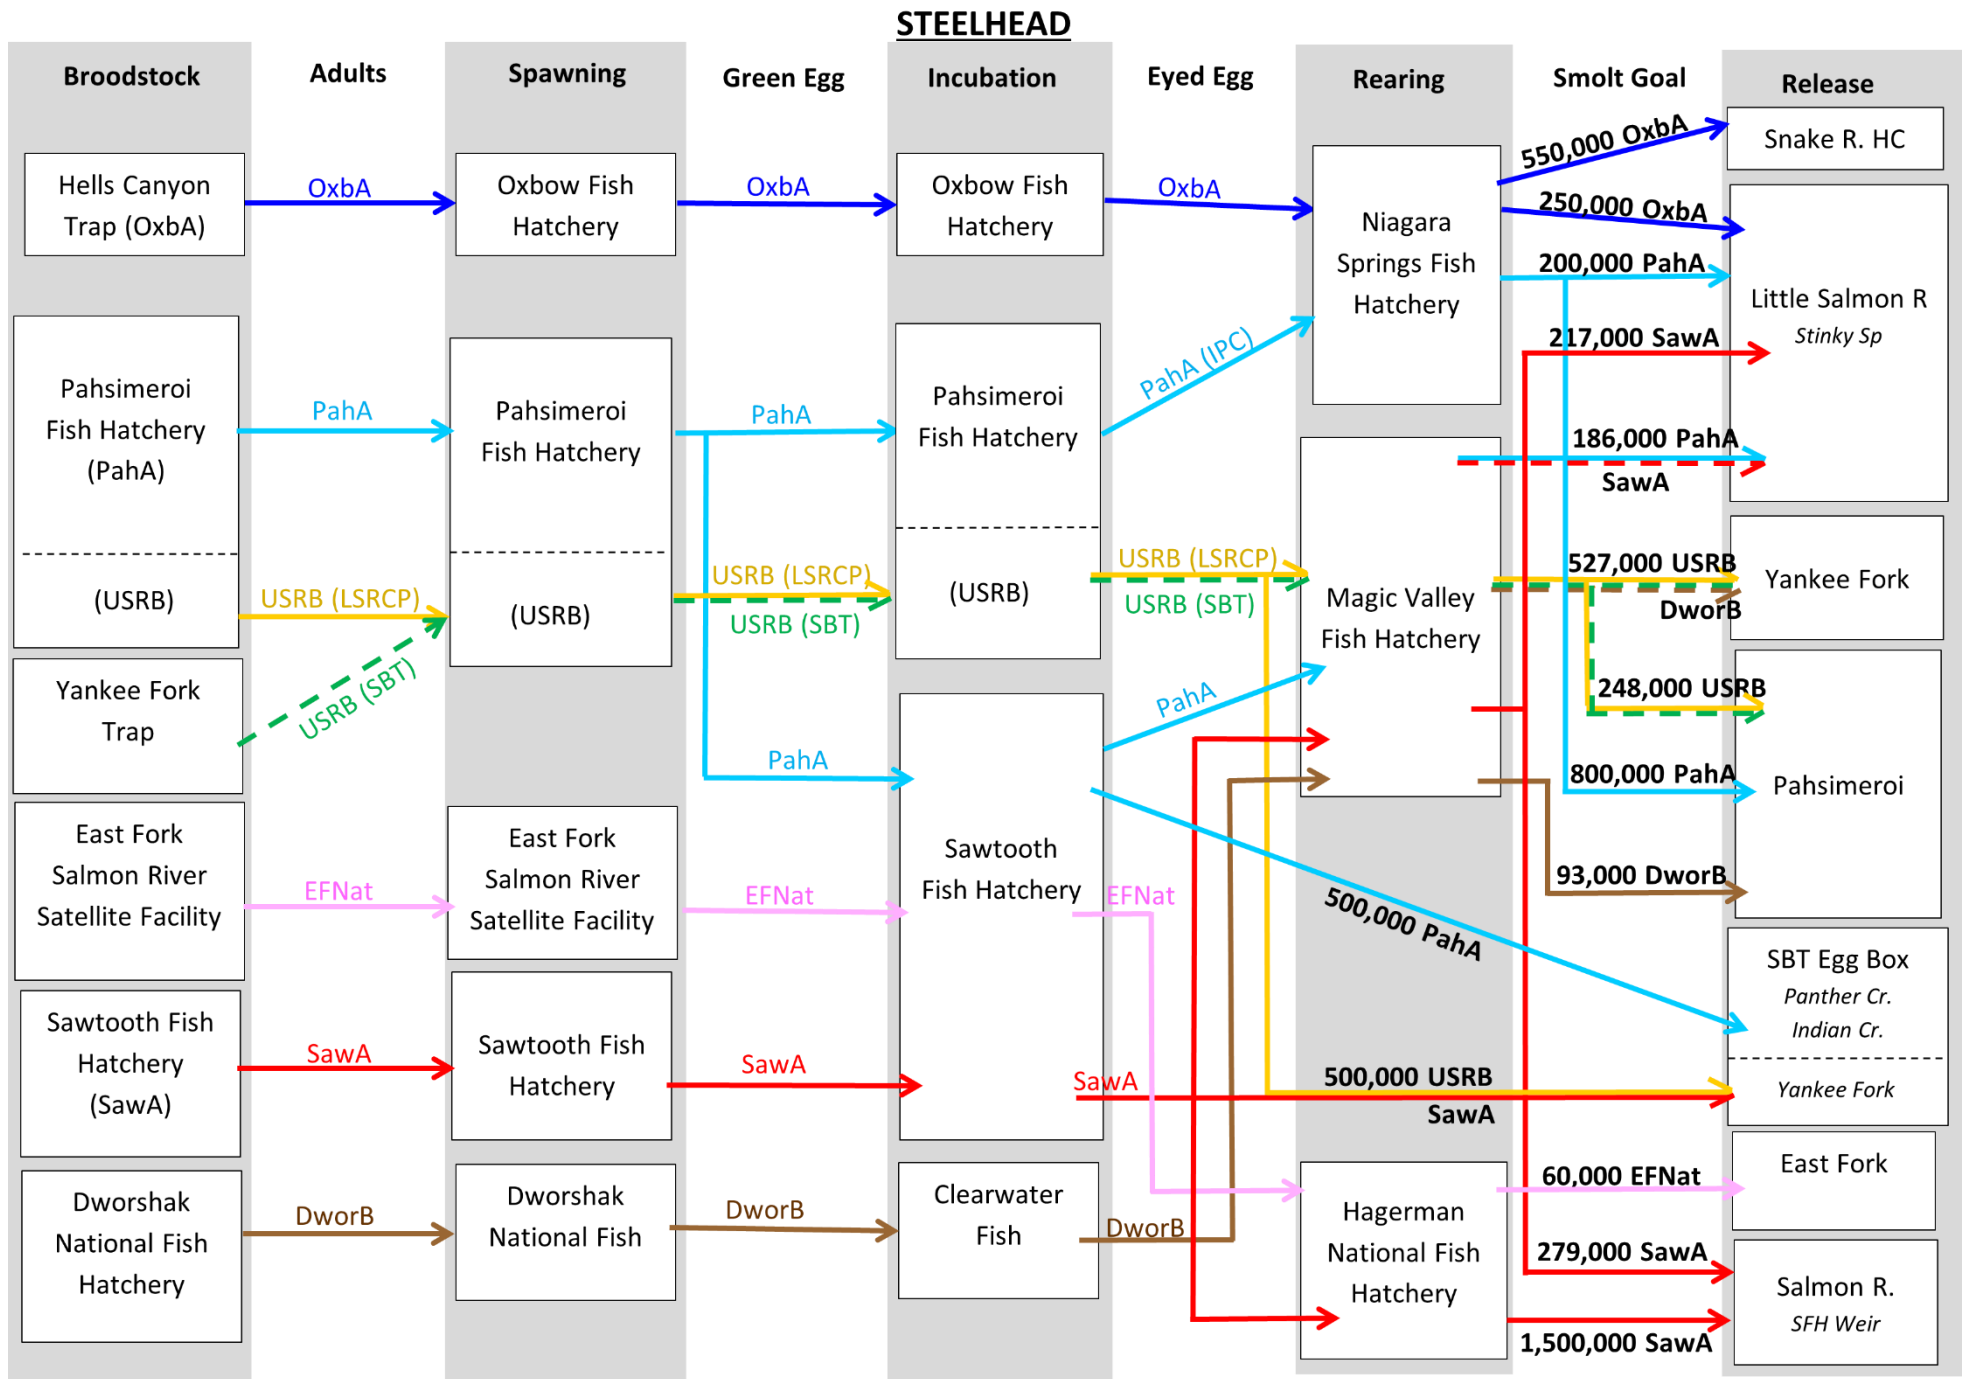 STEELHEAD
Broodstock
Adults
Spawning
Green Egg
Incubation
Eyed Egg
Rearing
Smolt Goal
Release
Hells Canyon
Trap (OxbA)
OxbA
Oxbow Fish
Hatchery
OxbA
Oxbow Fish
Hatchery
OxbA
Niagara
Springs Fish
Hatchery
550,000 OxbA
250,000 OxbA
200,000 PahA
217,000 SawA
186,000 PahA
SawA
Snake R. HC
Little Salmon R
Stinky Sp
Pahsimeroi
Fish Hatchery
(PahA)
(USRB)
PahA
USRB (LSRCP)
USRB (SBT)
Pahsimeroi
Fish Hatchery
(USRB)
PahA
USRB (LSRCP)
USRB (SBT)
PahA
Pahsimeroi
Fish Hatchery
(USRB)
PahA (IPC)
USRB (LSRCP)
USRB (SBT)
PahA
Magic Valley
Fish Hatchery
527,000 USRB
DworB
248,000 USRB
800,000 PahA
93,000 DworB
Yankee Fork
Pahsimeroi
Yankee Fork
Trap
East Fork
Salmon River
Satellite Facility
EFNat
East Fork
Salmon River
Satellite Facility
EFNat
Sawtooth
Fish Hatchery
EFNat
500,000 PahA
SBT Egg Box
Panther Cr.
Indian Cr.
Yankee Fork
Sawtooth Fish
Hatchery
(SawA)
SawA
Sawtooth Fish
Hatchery
SawA
SawA
500,000 USRB
SawA
Dworshak
National Fish
Hatchery
DworB
Dworshak
National Fish
DworB
Clearwater
Fish
DworB
Hagerman
National Fish
Hatchery
60,000 EFNat
279,000 SawA
1,500,000 SawA
East Fork
Salmon R.
SFH Weir